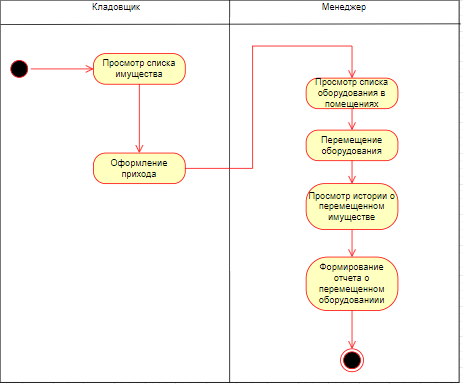 Кладовщик
Менеджер
Просмотр списка
имущества
Оформление
прихода
Просмотр списка
оборудования в
помещениях
Перемещение
оборудования
Просмотр истории о
перемещенном
имуществе
Формирование
отчета о
перемещенном
оборудованиии